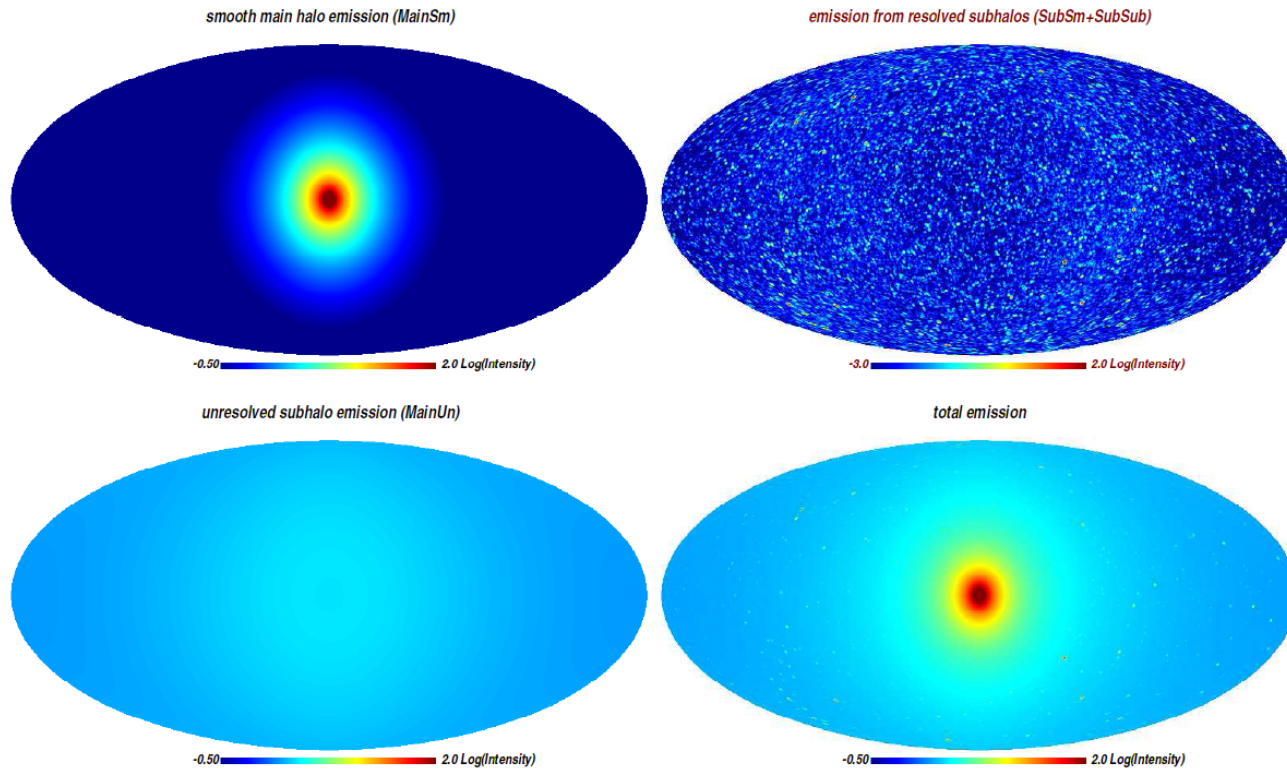 smooth main halo emission (MainSm)
emission from resolved subhalos (SubSm+SubSub)
-0.50 2.0 Log(Intensity)
-3.0 2.0 Log(Intensity)
unresolved subhalo emission (MainUn)
total emission
-0.50 2.0 Log(Intensity)
-0.50 2.0 Log(Intensity)